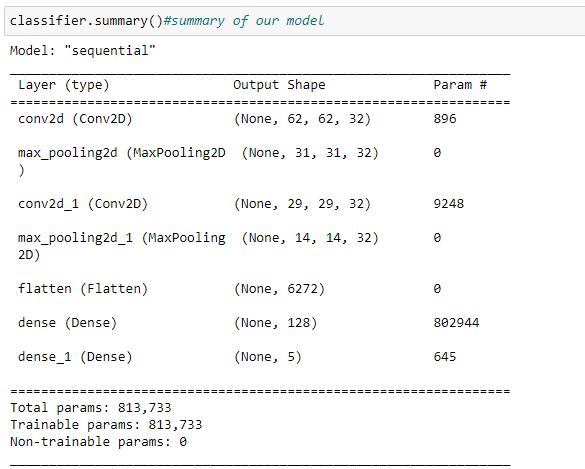 classifier.summary()#summary of our model
Model: "sequential"
_________________________________________________________________
Layer (type) Output Shape Param #
=================================================================
conv2d (Conv2D) (None, 62, 62, 32) 896
max_pooling2d (MaxPooling2D (None, 31, 31, 32) 0
)
conv2d_1 (Conv2D) (None, 29, 29, 32) 9248
max_pooling2d_1 (MaxPooling (None, 14, 14, 32) 0
2D)
flatten (Flatten) (None, 6272) 0
dense (Dense) (None, 128) 802944
dense_1 (Dense) (None, 5) 645
=================================================================
Total params: 813,733
Trainable params: 813,733
Non-trainable params: 0
_________________________________________________________________